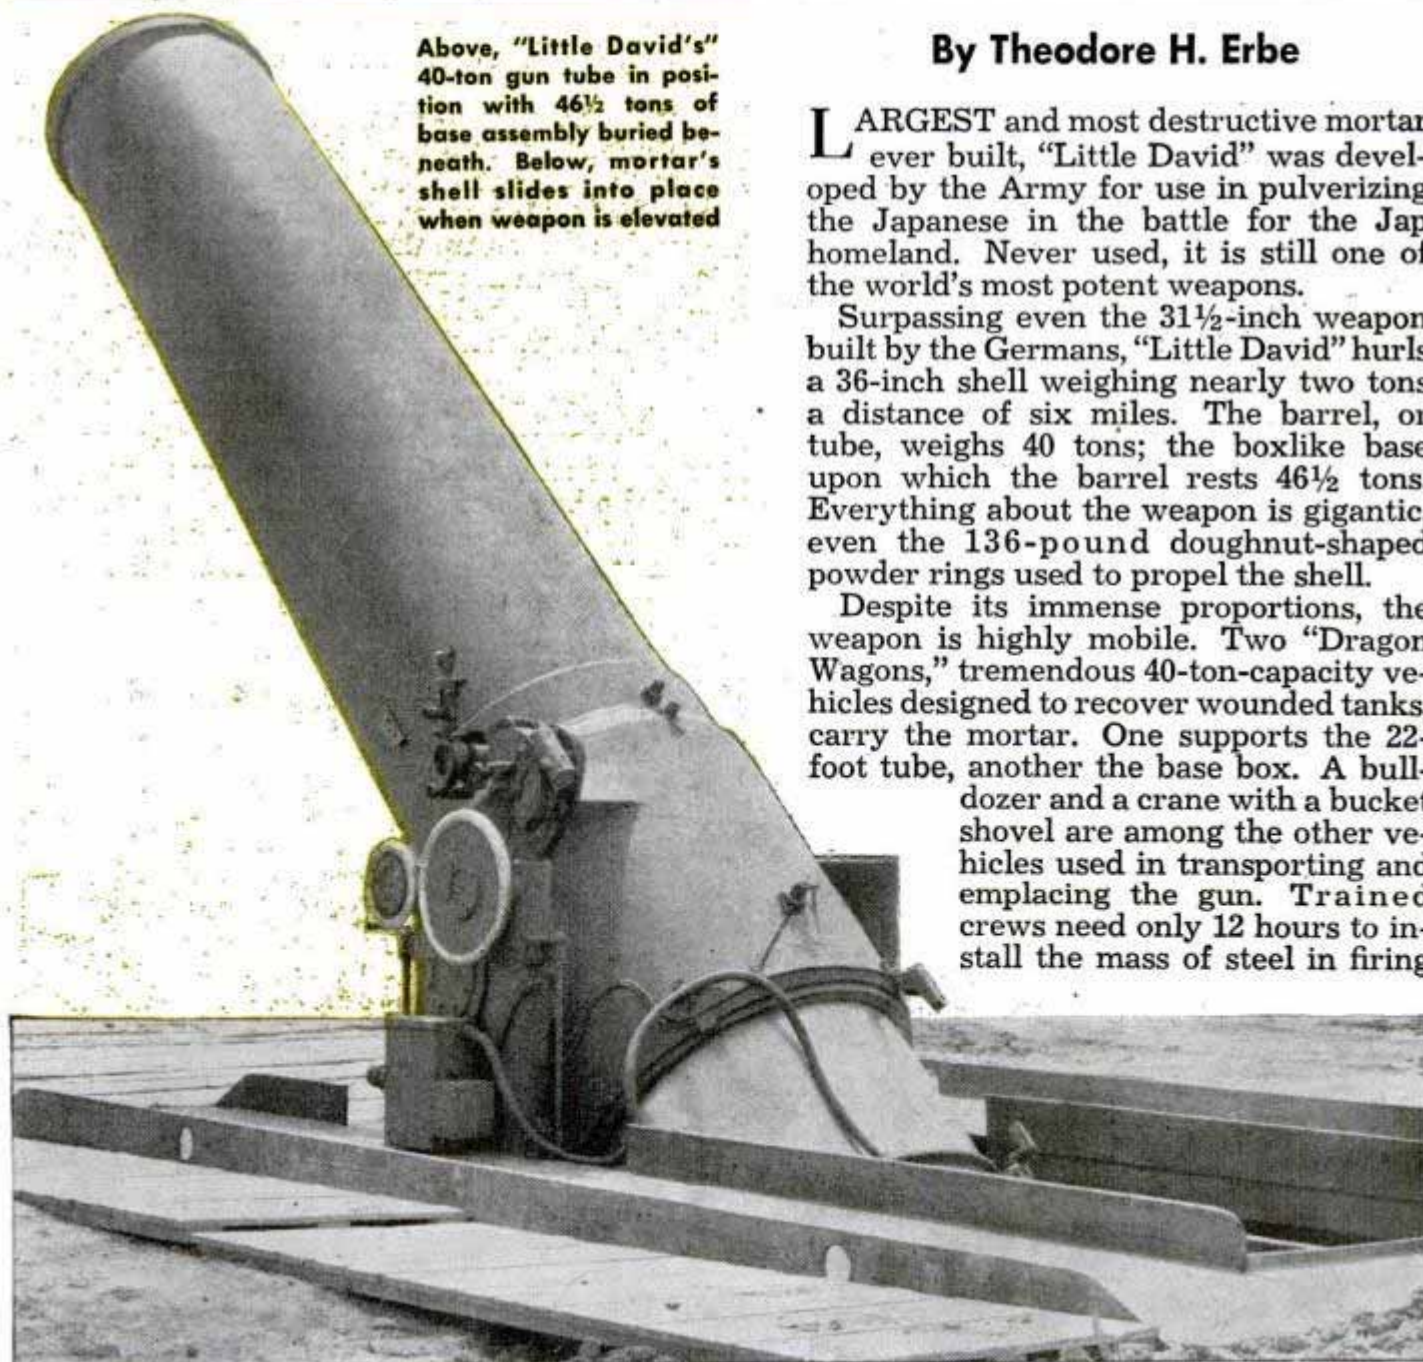 Above, "Little David's"
40-ton gun tube in posi-
tion with 46½ tons of
base assembly buried be-
neath. Below, mortar's
shell slides into place
when weapon is elevated
By Theodore H. Erbe
LARGEST and most destructive mortar
ever built, “Little David” was devel-
oped by the Army for use in pulverizing
the Japanese in the battle for the Jap
homeland. Never used, it is still one of
the world's most potent weapons.
Surpassing even the 31½-inch weapon
built by the Germans, “Little David” hurls
a 36-inch shell weighing nearly two tons
a distance of six miles. The barrel, or
tube, weighs 40 tons; the boxlike base
upon which the barrel rests 46½ tons
Everything about the weapon is gigantic
even the 136-pound doughnut-shaped
powder rings used to propel the shell.
Despite its immense proportions, the
weapon is highly mobile. Two “Dragon
Wagons,” tremendous 40-ton-capacity ve-
hicles designed to recover wounded tanks
carry the mortar. One supports the 22-
foot tube, another the base box. A bull-
dozer and a crane with a bucket
shovel are among the other ve-
hicles used in transporting and
emplacing the gun. Trained
crews need only 12 hours to in-
stall the mass of steel in firing